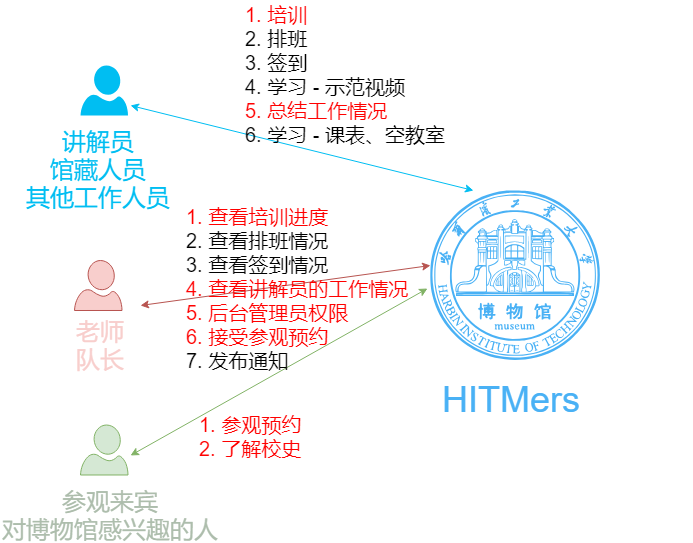 1. 培训
2. 排班
3. 签到
4. 学习 - 示范视频
5. 总结工作情况
6. 学习 - 课表、空教室
讲解员
馆藏人员
其他工作人员
1. 查看培训进度
2. 查看排班情况
3. 查看签到情况
4. 查看讲解员的工作情况
5. 后台管理员权限
6. 接受参观预约
7. 发布通知
老师
队长
哈尔滨工业大学
博物馆
museum
HARBIN INSTITUTE OF TECHNOLOGY
HITMers
1. 参观预约
2. 了解校史
参观来宾
对博物馆感兴趣的人